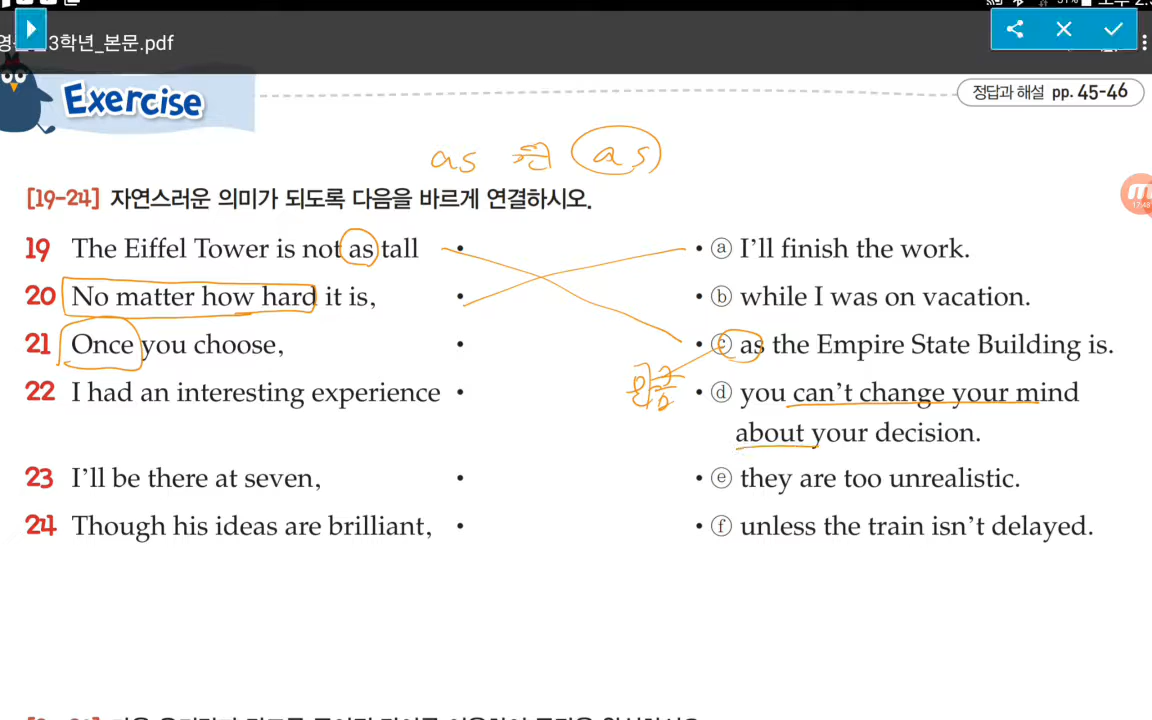 3학년_본문.pdf
Exercise
정답과 해설 pp. 45-46
as 원 as
[19-24] 자연스러운 의미가 되도록 다음을 바르게 연결하시오.
19 The Eiffel Tower is not as tall • • ⓐ I'll finish the work.
20 No matter how hard it is, • • ⓑ while I was on vacation.
21 Once you choose, • • ⓒ as the Empire State Building is.
22 I had an interesting experience • • ⓓ you can't change your mind
about your decision.
23 I'll be there at seven, • • ⓔ they are too unrealistic.
24 Though his ideas are brilliant, • • ⓕ unless the train isn't delayed.